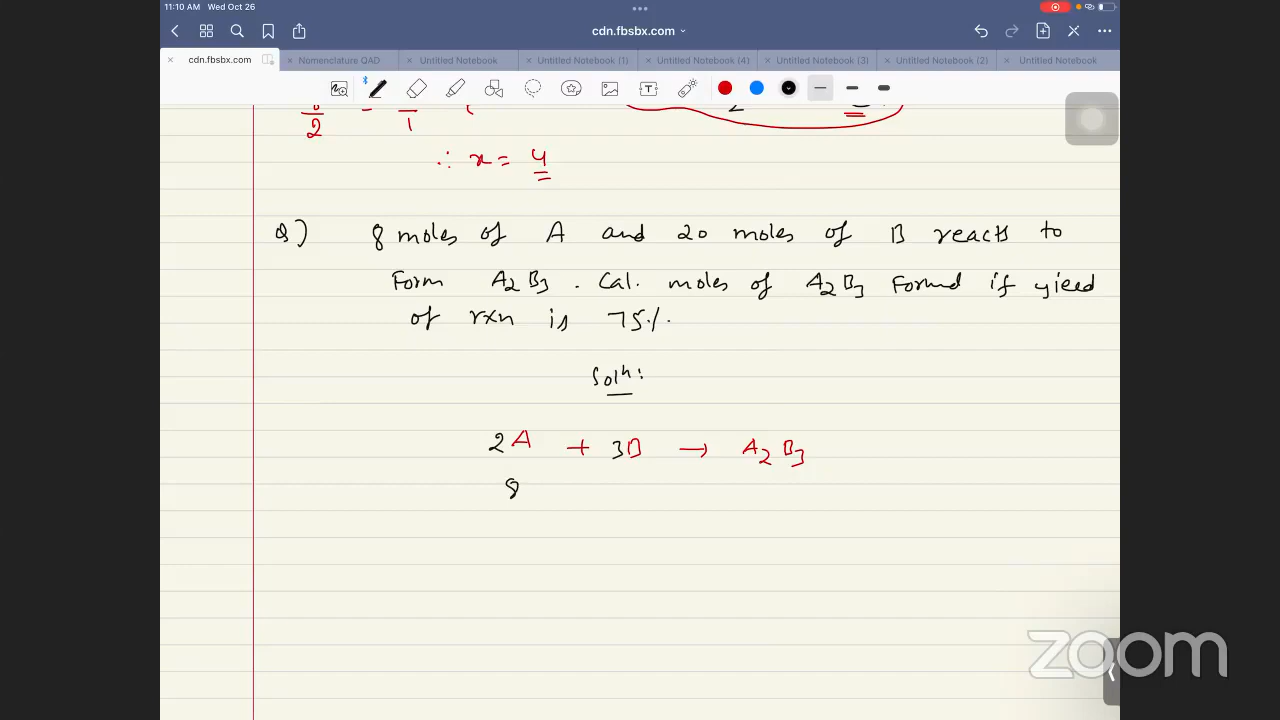 11:10 AM Wed Oct 26
cdn.fbsbx.com
cdn.fbsbx.com Nomenclature QAD Untitled Notebook Untitled Notebook (1) Untitled Notebook (4) Untitled Notebook (3) Untitled Notebook (2) Untitled Notebook
2 1
∴ x = 4
Q) 8 moles of A and 20 moles of B reacts to
Form A2B3 . Cal. moles of A2B3 Formed if yield
of rxn is 75%.
Solⁿ:
2A + 3B → A2B3
8
zoom